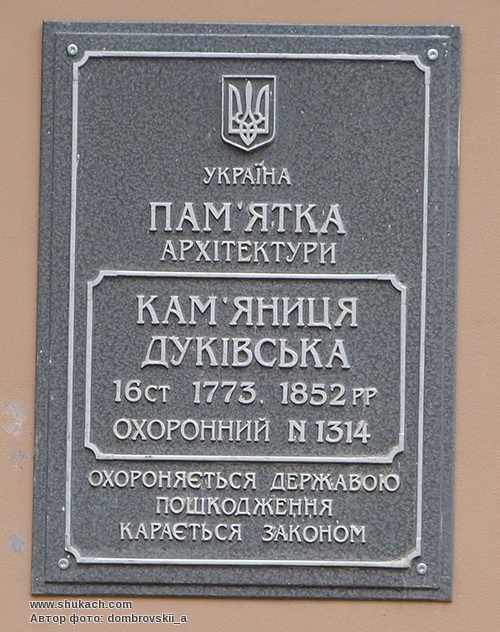 УКРАЇНА
ПАМ'ЯТКА
АРХІТЕКТУРИ
КАМ'ЯНИЦЯ
ДУКІВСЬКА
16СТ 1773, 1852 РР
ОХОРОННИЙ N 1314
ОХОРОНЯЄТЬСЯ ДЕРЖАВОЮ
ПОШКОДЖЕННЯ
КАРАЄТЬСЯ ЗАКОНОМ
www.shukach.com
Автор фото: dombrovskii_a